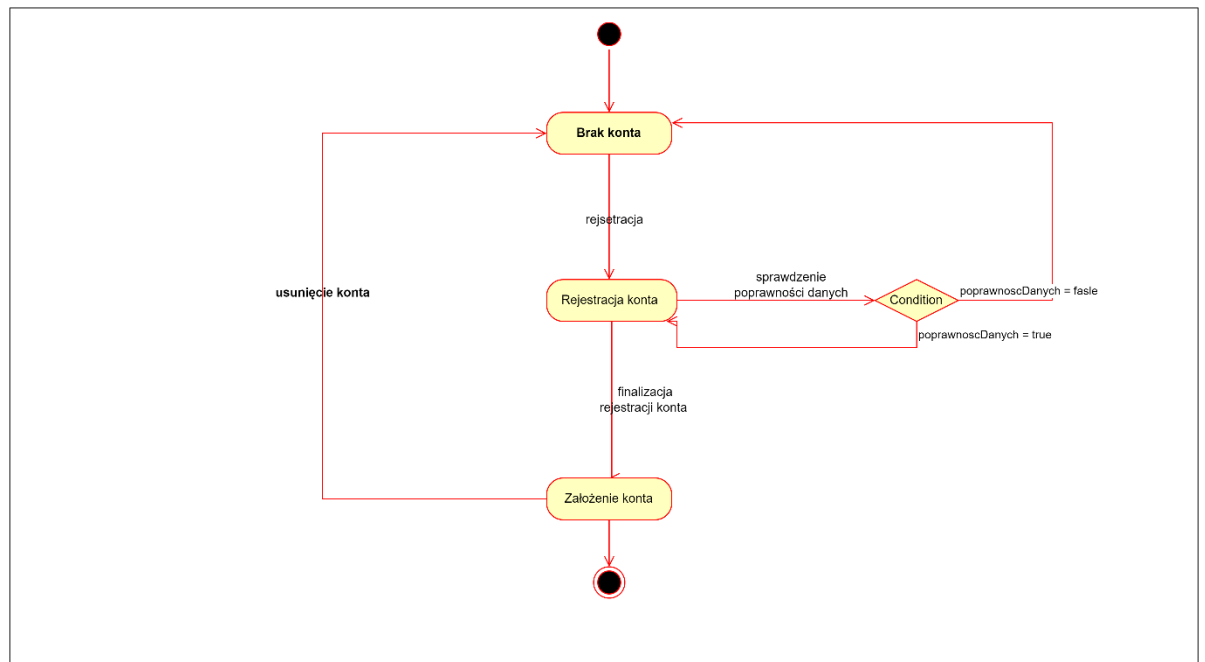 Brak konta
rejsetracja
usunięcie konta
Rejestracja konta
sprawdzenie
poprawności danych
Condition
poprawnoscDanych = fasle
poprawnoscDanych = true
finalizacja
rejestracji konta
Założenie konta